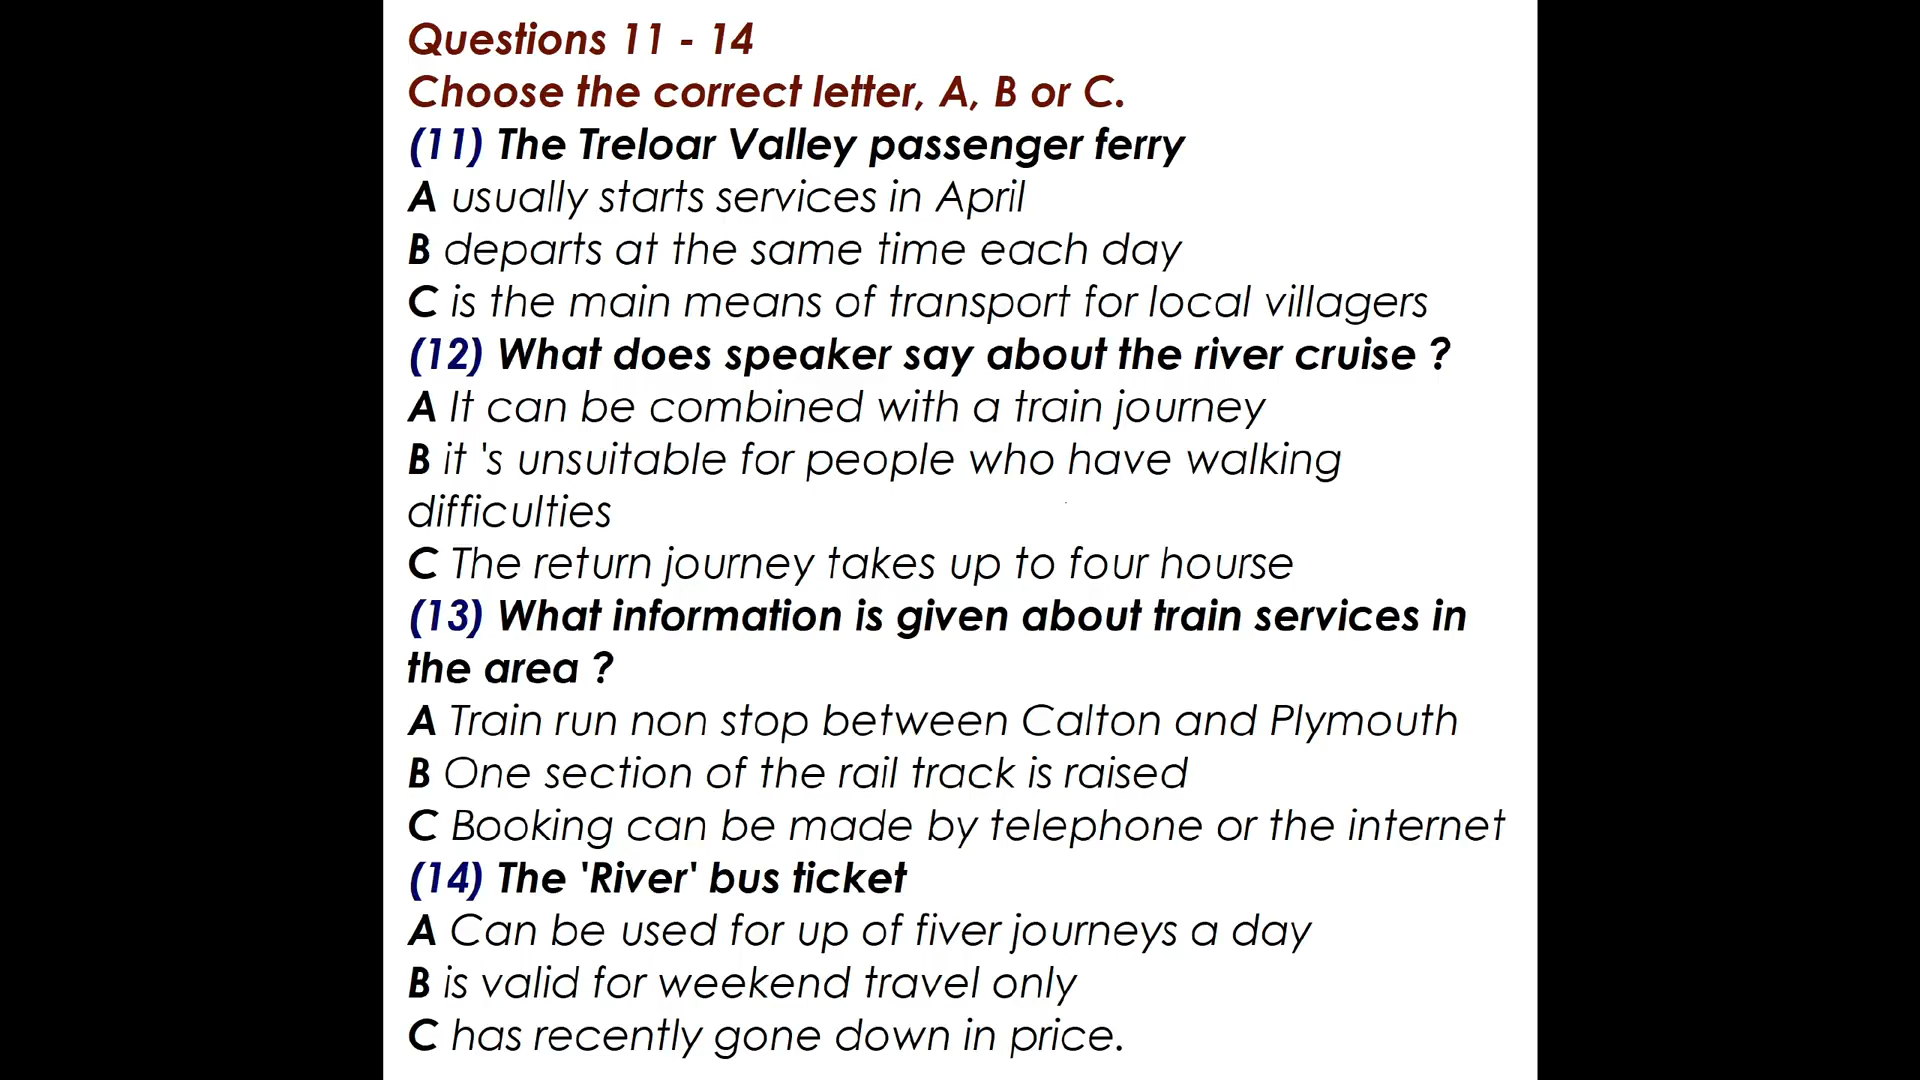 Questions 11 - 14
Choose the correct letter, A, B or C.
(11) The Treloar Valley passenger ferry
A usually starts services in April
B departs at the same time each day
C is the main means of transport for local villagers
(12) What does speaker say about the river cruise ?
A It can be combined with a train journey
B it 's unsuitable for people who have walking
difficulties
C The return journey takes up to four hourse
(13) What information is given about train services in
the area ?
A Train run non stop between Calton and Plymouth
B One section of the rail track is raised
C Booking can be made by telephone or the internet
(14) The 'River' bus ticket
A Can be used for up of fiver journeys a day
B is valid for weekend travel only
C has recently gone down in price.